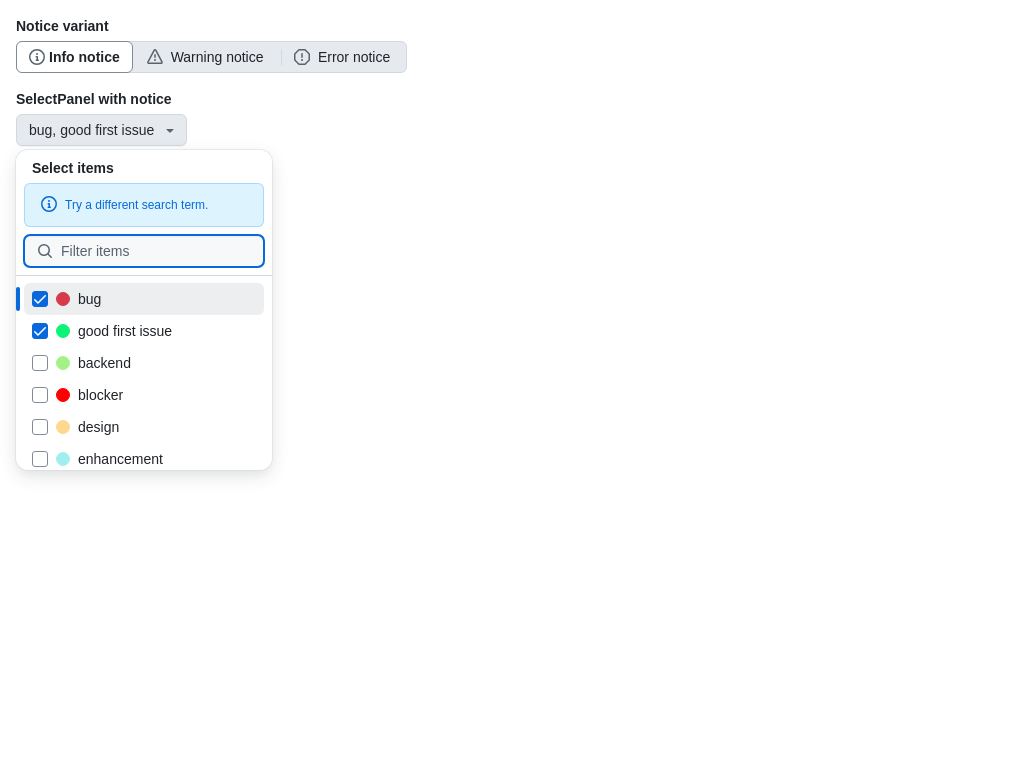 Notice variant
Info notice
Warning notice
Error notice
SelectPanel with notice
bug, good first issue
Select items
Try a different search term.
Filter items
bug
good first issue
backend
blocker
design
enhancement